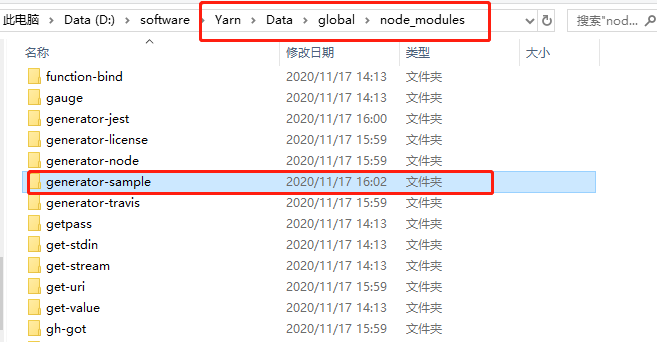 此电脑 > Data (D:) > software > Yarn > Data > global > node_modules 搜索"nod...
名称 修改日期 类型 大小
function-bind 2020/11/17 14:13 文件夹
gauge 2020/11/17 14:13 文件夹
generator-jest 2020/11/17 16:00 文件夹
generator-license 2020/11/17 15:59 文件夹
generator-node 2020/11/17 15:59 文件夹
generator-sample 2020/11/17 16:02 文件夹
generator-travis 2020/11/17 15:59 文件夹
getpass 2020/11/17 14:13 文件夹
get-stdin 2020/11/17 14:13 文件夹
get-stream 2020/11/17 14:13 文件夹
get-uri 2020/11/17 15:59 文件夹
get-value 2020/11/17 14:13 文件夹
gh-got 2020/11/17 15:59 文件夹